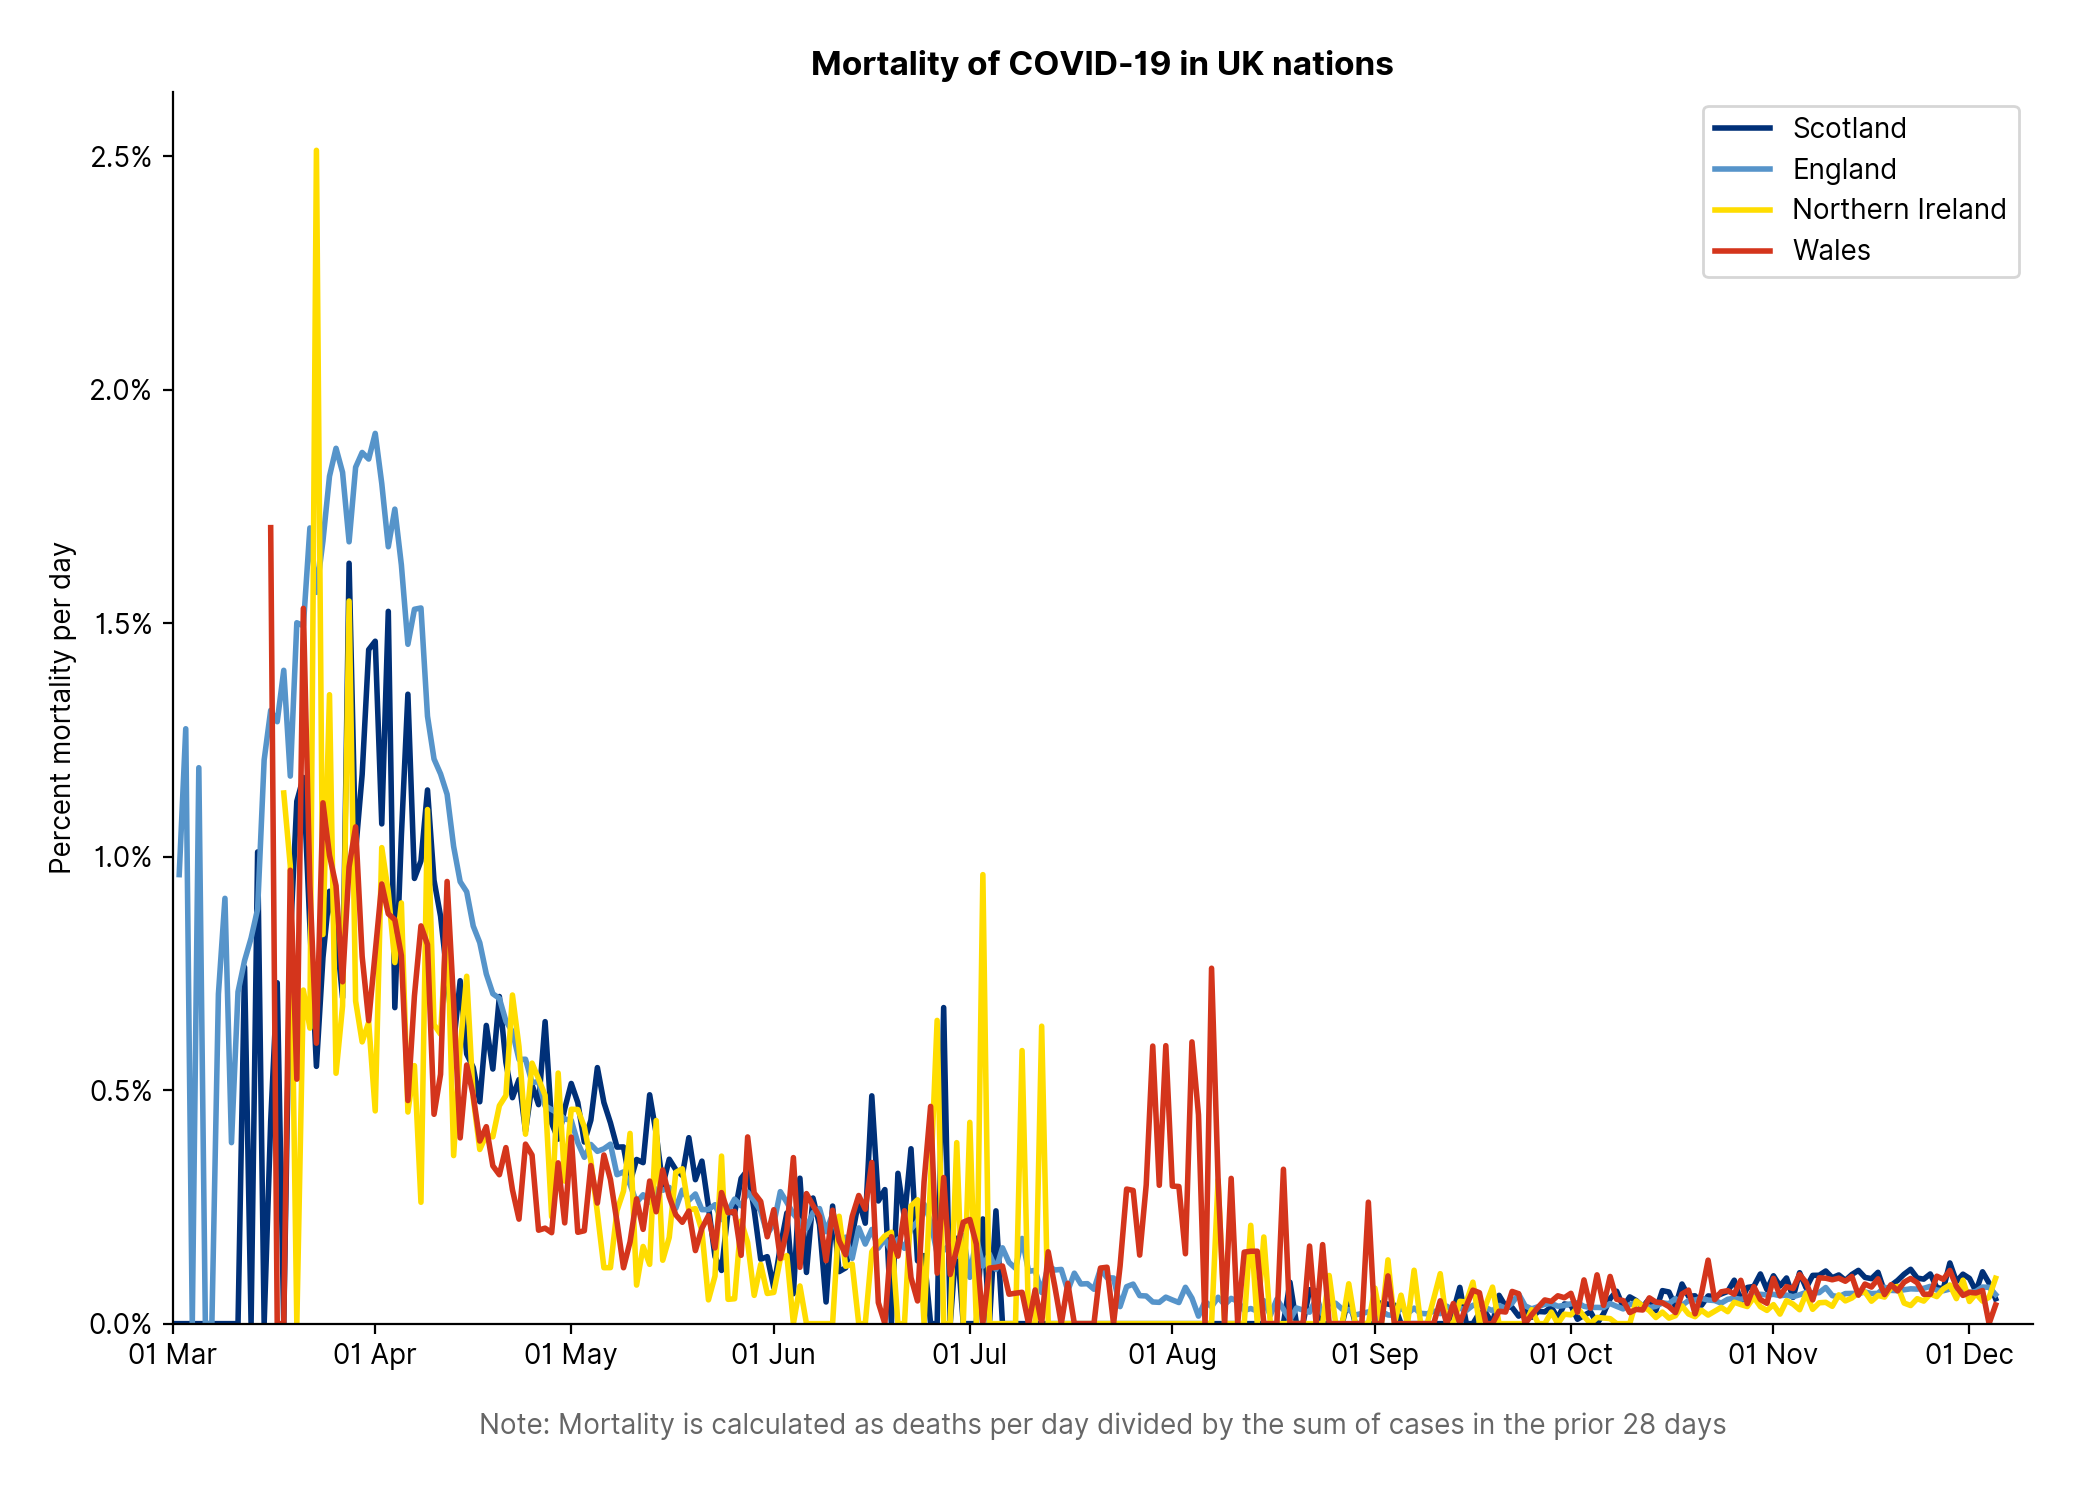 Mortality of COVID-19 in UK nations
Scotland
England
Northern Ireland
Wales
Percent mortality per day
2.5%
2.0%
1.5%
1.0%
0.5%
0.0%
01 Mar 01 Apr 01 May 01 Jun 01 Jul 01 Aug 01 Sep 01 Oct 01 Nov 01 Dec
Note: Mortality is calculated as deaths per day divided by the sum of cases in the prior 28 days